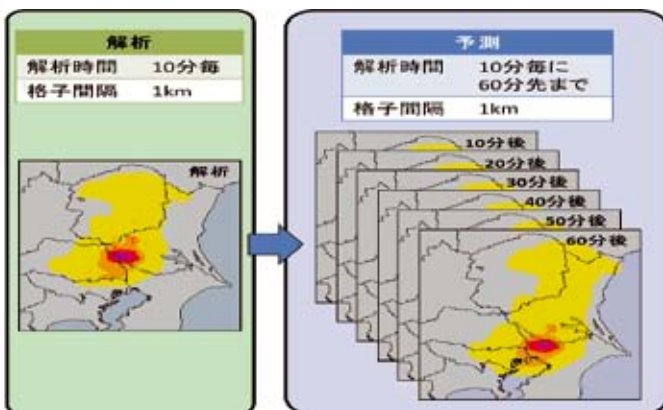 解析
解析時間 10分毎
格子間隔 1km
解析
予測
解析時間 10分毎に
60分先まで
格子間隔 1km
10分後
20分後
30分後
40分後
50分後
60分後